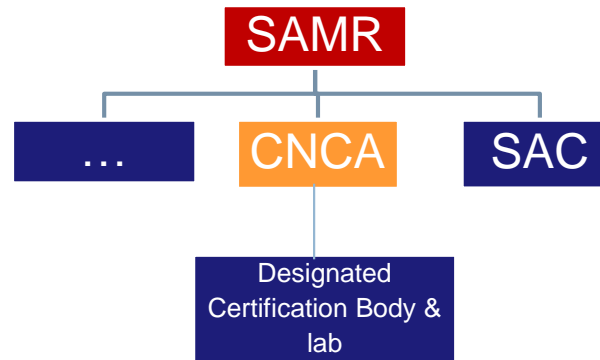 SAMR
...
CNCA
SAC
Designated
Certification Body &
lab